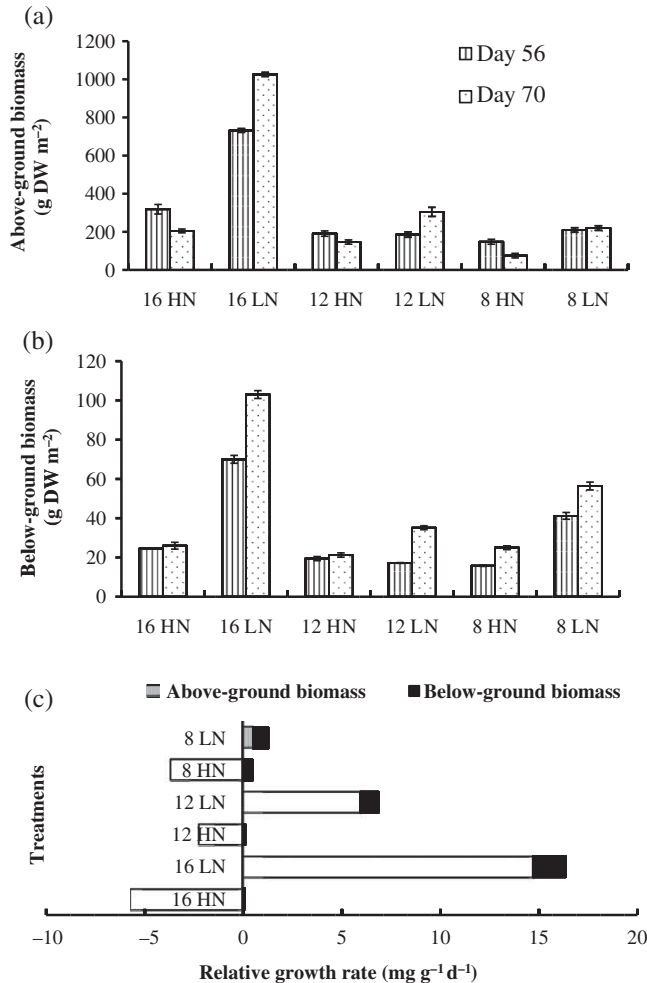 (a)
Above-ground biomass
(g DW m⁻²)
1200
1000
800
600
400
200
0
Day 56
Day 70
16 HN 16 LN 12 HN 12 LN 8 HN 8 LN
(b)
Below-ground biomass
(g DW m⁻²)
120
100
80
60
40
20
0
16 HN 16 LN 12 HN 12 LN 8 HN 8 LN
(c)
Above-ground biomass Below-ground biomass
Treatments
8 LN
8 HN
12 LN
12 HN
16 LN
16 HN
−10 −5 0 5 10 15 20
Relative growth rate (mg g⁻¹ d⁻¹)